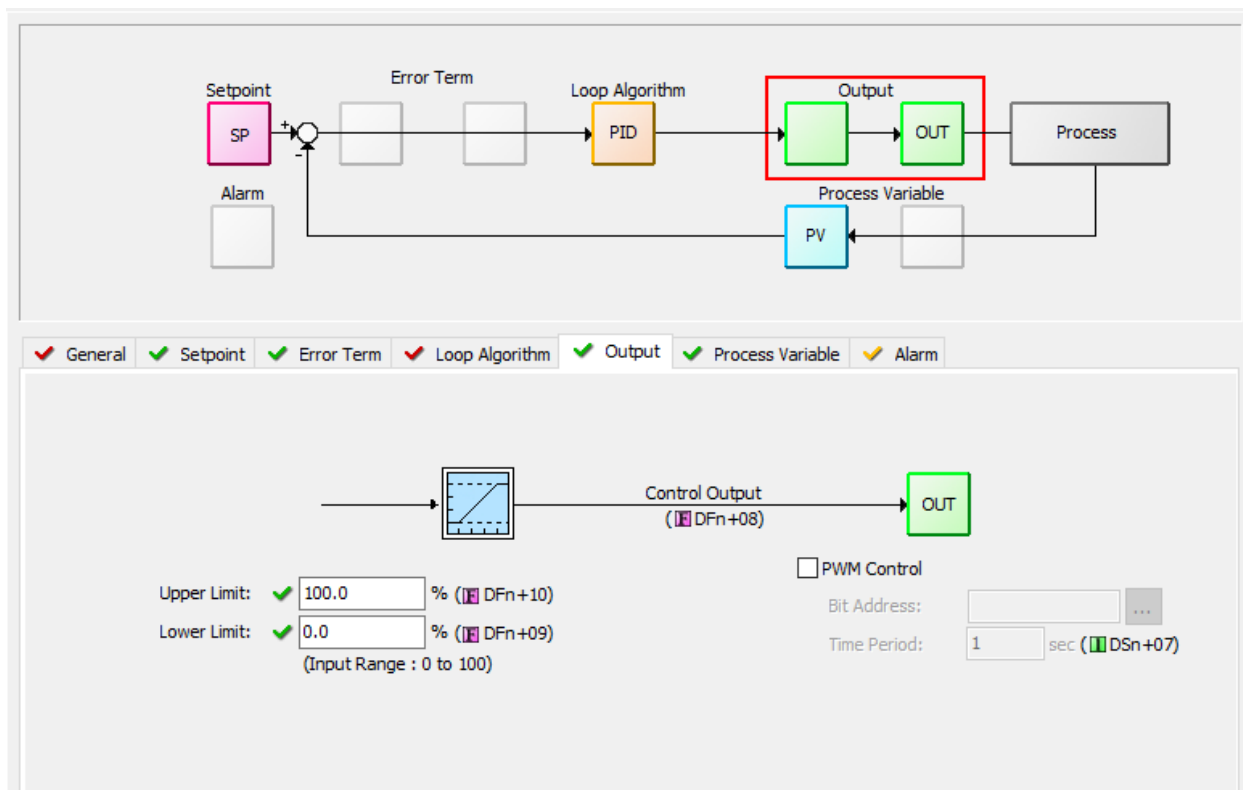 Error Term
Setpoint
Loop Algorithm
Output
SP
+
-
PID
OUT
Process
Alarm
Process Variable
PV
General Setpoint Error Term Loop Algorithm Output Process Variable Alarm
Control Output
(F DFn+08)
OUT
PWM Control
Upper Limit: 100.0 % (F DFn+10)
Bit Address: ...
Lower Limit: 0.0 % (F DFn+09)
Time Period: 1 sec (I DSn+07)
(Input Range : 0 to 100)